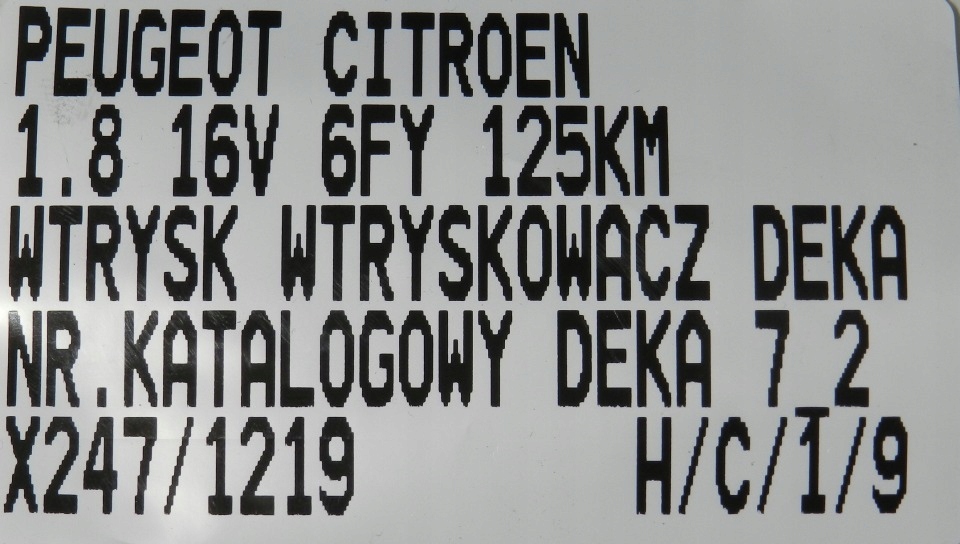 PEUGEOT CITROEN
1.8 16V 6FY 125KM
WTRYSK WTRYSKOWACZ DEKA
NR.KATALOGOWY DEKA 7 2
X247/1219 H/C/I/9